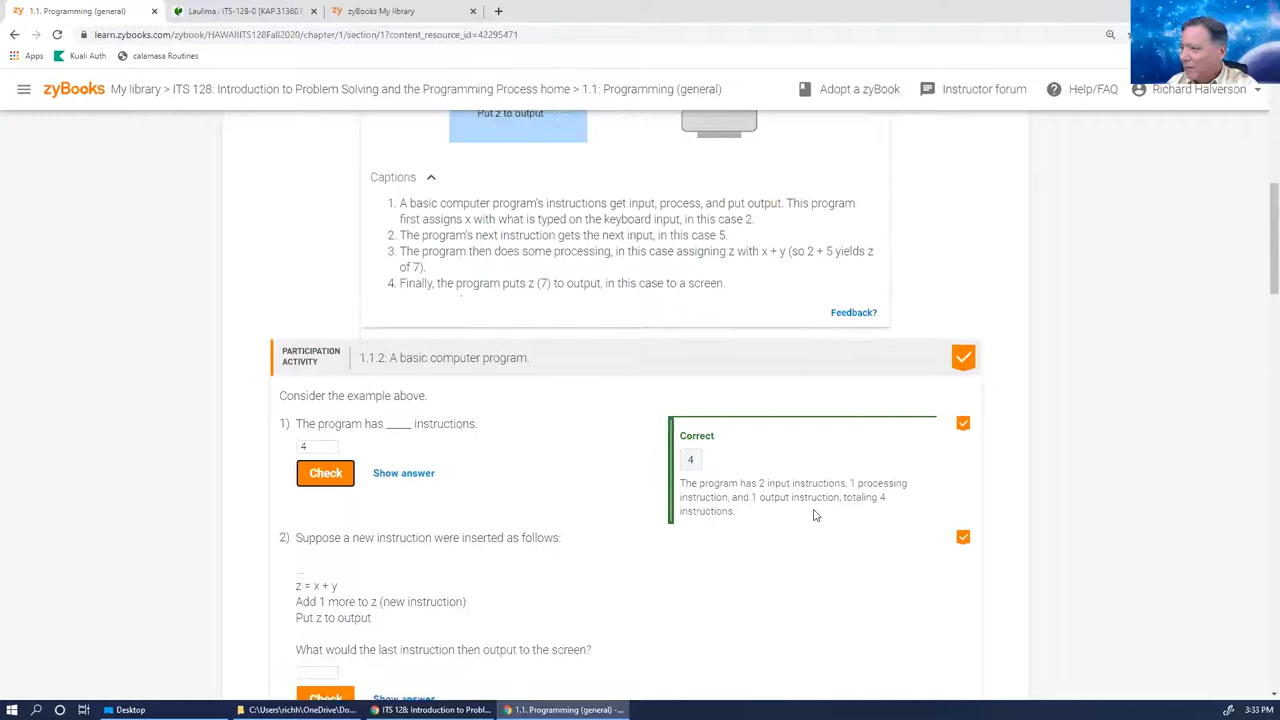 1.1. Programming (general)
Laulima : ITS-128-0 [KAP.31360.F
zyBooks My library
learn.zybooks.com/zybook/HAWAIIITS128Fall2020/chapter/1/section/1?content_resource_id=42295471
Apps
Kuali Auth
calamasa Routines
zyBooks My library > ITS 128: Introduction to Problem Solving and the Programming Process home > 1.1: Programming (general)
Adopt a zyBook
Instructor forum
Help/FAQ
Richard Halverson
Put z to output
Captions
1. A basic computer program's instructions get input, process, and put output. This program
first assigns x with what is typed on the keyboard input, in this case 2.
2. The program's next instruction gets the next input, in this case 5.
3. The program then does some processing, in this case assigning z with x + y (so 2 + 5 yields z
of 7).
4. Finally, the program puts z (7) to output, in this case to a screen.
Feedback?
PARTICIPATION
ACTIVITY
1.1.2: A basic computer program.
Consider the example above.
1) The program has ____ instructions.
4
Check
Show answer
Correct
4
The program has 2 input instructions, 1 processing
instruction, and 1 output instruction, totaling 4
instructions.
2) Suppose a new instruction were inserted as follows:
...
z = x + y
Add 1 more to z (new instruction)
Put z to output
What would the last instruction then output to the screen?
Check
Show answer
Desktop
C:\Users\richh\OneDrive\Do...
ITS 128: Introduction to Probl...
1.1. Programming (general) -...
3:33 PM